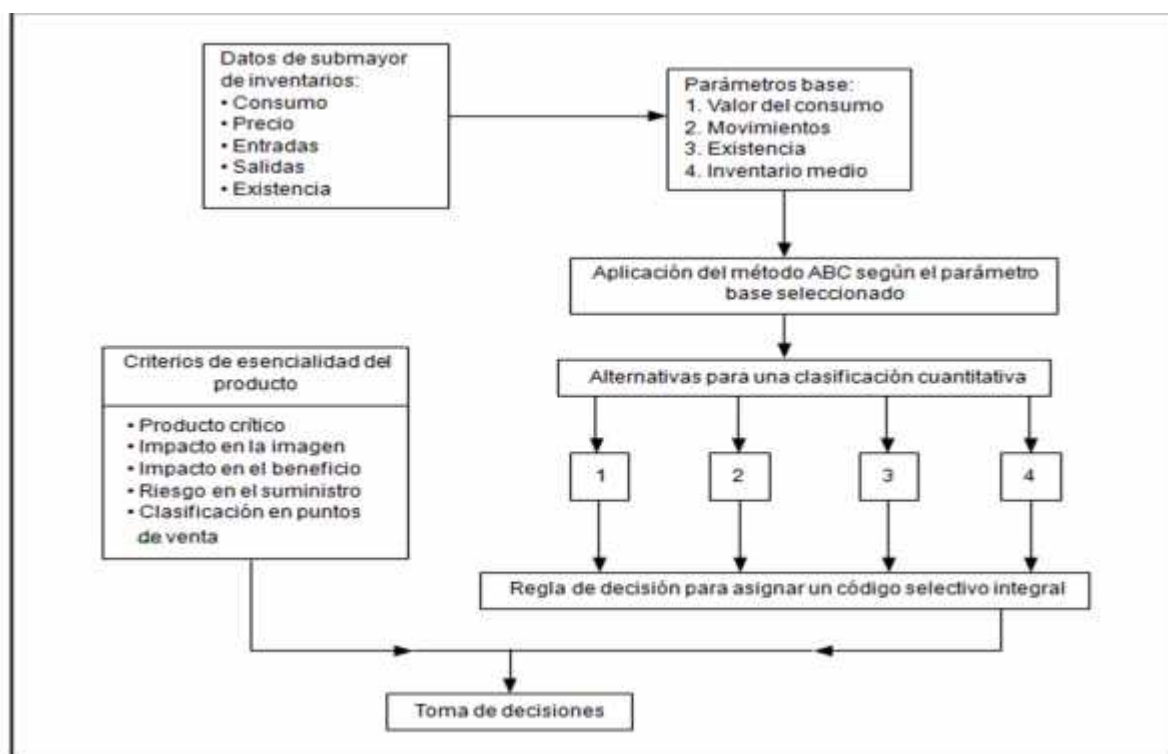 Datos de submayor
de inventarios:
• Consumo
• Precio
• Entradas
• Salidas
• Existencia
Parámetros base:
1. Valor del consumo
2. Movimientos
3. Existencia
4. Inventario medio
Aplicación del método ABC según el parámetro
base seleccionado
Alternativas para una clasificación cuantitativa
1
2
3
4
Regla de decisión para asignar un código selectivo integral
Criterios de esencialidad del
producto
• Producto crítico
• Impacto en la imagen
• Impacto en el beneficio
• Riesgo en el suministro
• Clasificación en puntos
de venta
Toma de decisiones